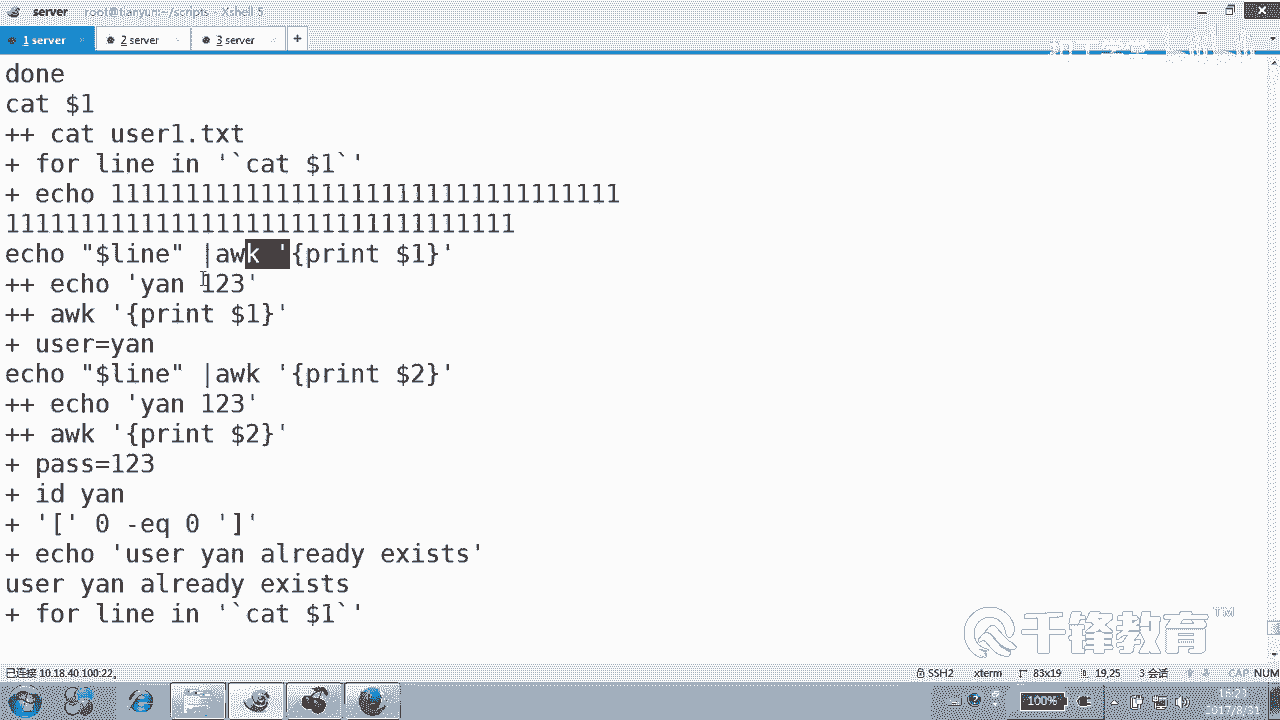 server root@tianyun:~/scripts - Xshell 5
1 server 2 server 3 server +
done
cat $1
++ cat user1.txt
+ for line in '`cat $1`'
+ echo 1111111111111111111111111111111111
1111111111111111111111111111111111
echo "$line" |awk '{print $1}'
++ echo 'yan 123'
++ awk '{print $1}'
+ user=yan
echo "$line" |awk '{print $2}'
++ echo 'yan 123'
++ awk '{print $2}'
+ pass=123
+ id yan
+ '[' 0 -eq 0 ']'
+ echo 'user yan already exists'
user yan already exists
+ for line in '`cat $1`'
千锋教育™
已连接 10.18.40.100:22。 SSH2 xterm 83x19 19,25 3 会话 CAP NUM
100% 16:23
2017/8/31